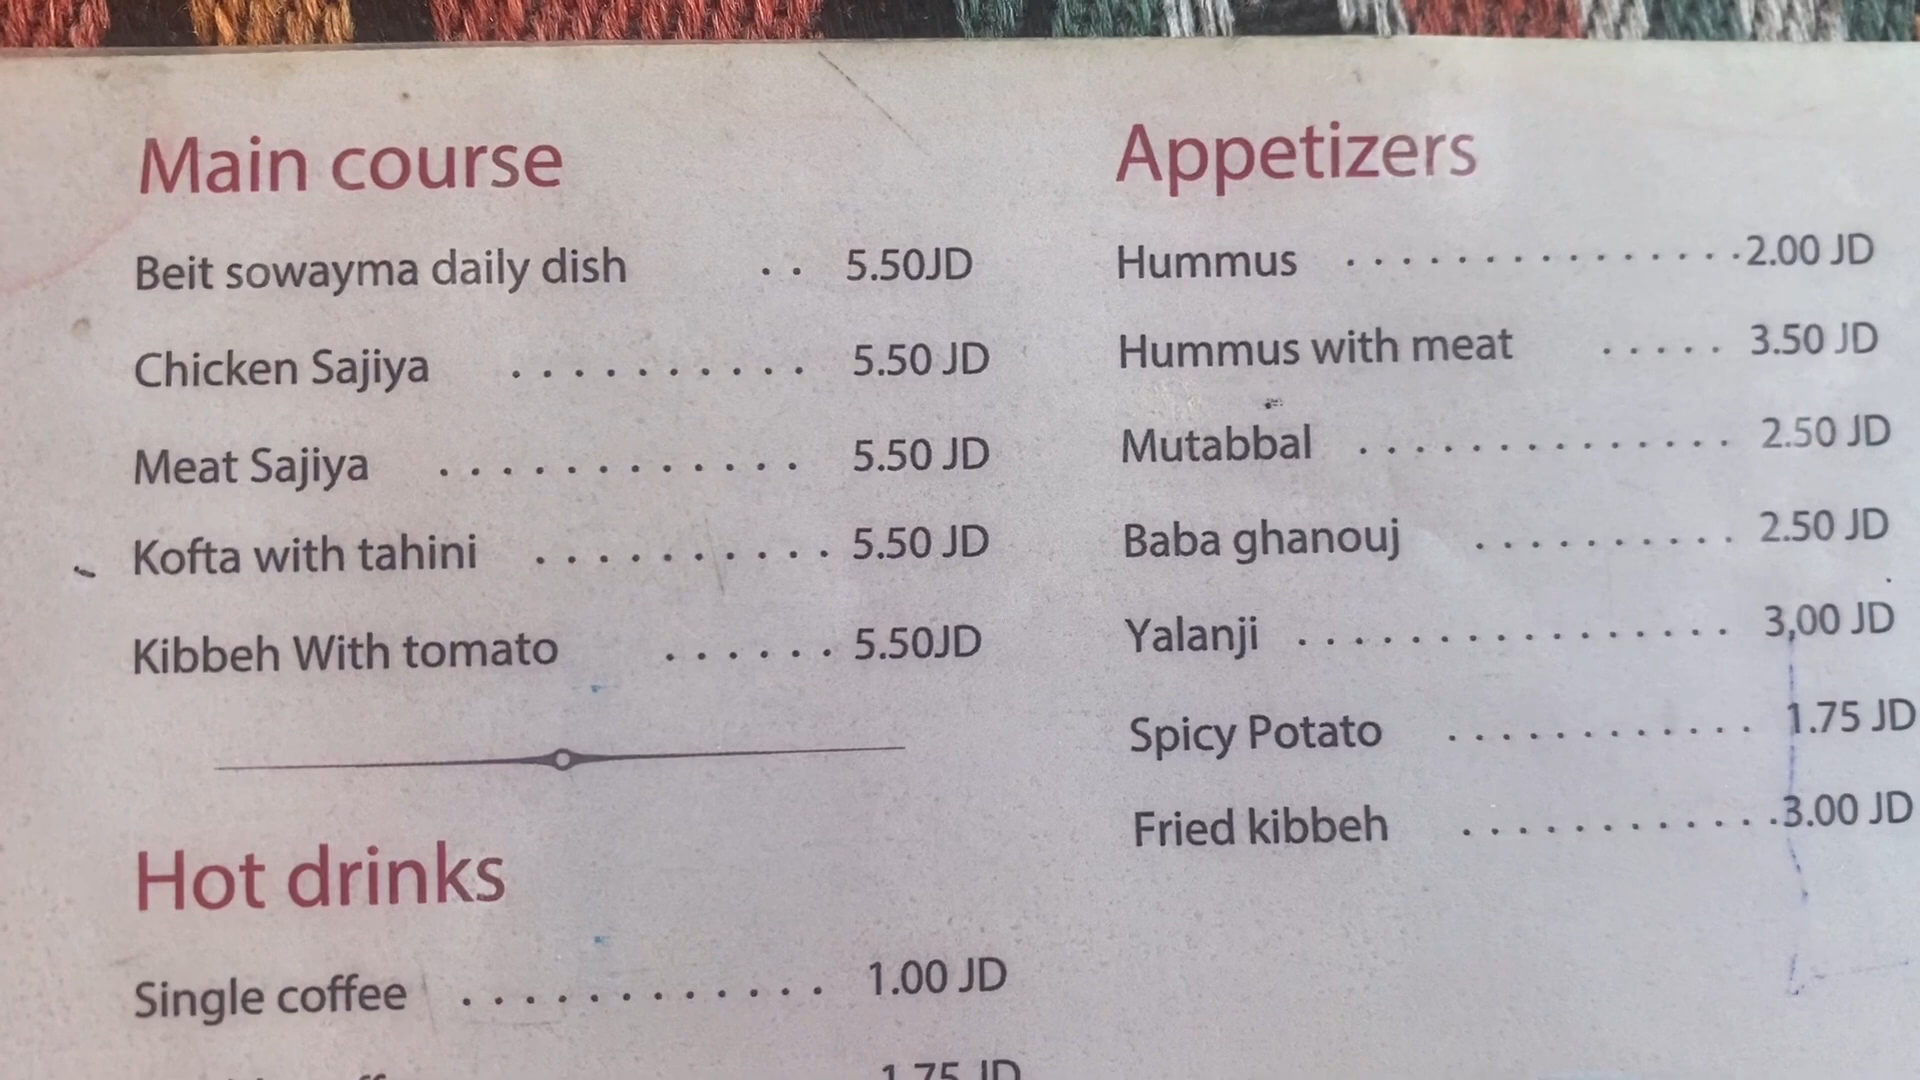 Main course
Beit sowayma daily dish . . 5.50JD
Chicken Sajiya . . . . . . . . . . 5.50 JD
Meat Sajiya . . . . . . . . . . . . 5.50 JD
Kofta with tahini . . . . . . . . . . 5.50 JD
Kibbeh With tomato . . . . . . 5.50JD
Hot drinks
Single coffee . . . . . . . . . . . . 1.00 JD
1.75 JD
Appetizers
Hummus . . . . . . . . . . . . . . . 2.00 JD
Hummus with meat . . . . . 3.50 JD
Mutabbal . . . . . . . . . . . . . . 2.50 JD
Baba ghanouj . . . . . . . . . . 2.50 JD
Yalanji . . . . . . . . . . . . . . . . 3,00 JD
Spicy Potato . . . . . . . . . . . . 1.75 JD
Fried kibbeh . . . . . . . . . . . . 3.00 JD